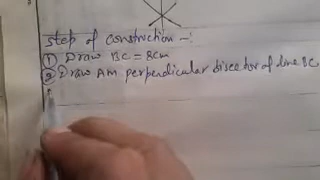 step of construction –:
① Draw BC = 8cm
② Draw AM perpendicular disector of line BC